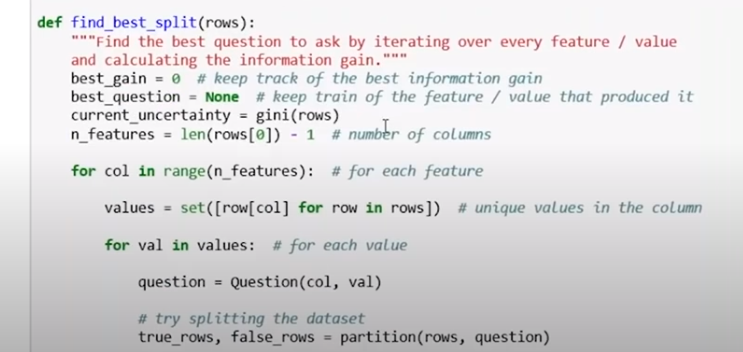 def find_best_split(rows):
"""Find the best question to ask by iterating over every feature / value
and calculating the information gain."""
best_gain = 0  # keep track of the best information gain
best_question = None  # keep train of the feature / value that produced it
current_uncertainty = gini(rows)
n_features = len(rows[0]) - 1  # number of columns
for col in range(n_features):  # for each feature
values = set([row[col] for row in rows])  # unique values in the column
for val in values:  # for each value
question = Question(col, val)
# try splitting the dataset
true_rows, false_rows = partition(rows, question)